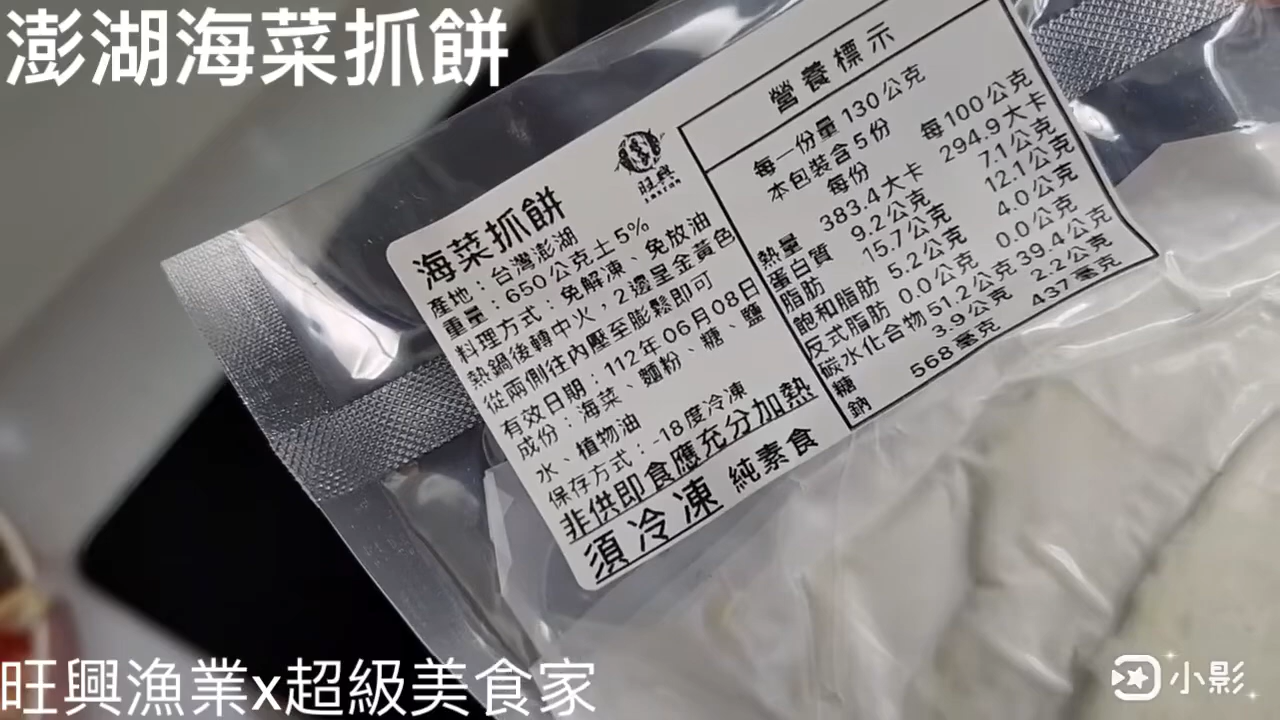 澎湖海菜抓餅
旺興
海菜抓餅
產地：台灣澎湖
重量：650公克土5%
料理方式：免解凍、免放油
熱鍋後轉中火，2邊呈金黃色
從兩側往內壓至膨鬆即可
有效日期：112年06月08日
成份：海菜、麵粉、糖、鹽
水、植物油
保存方式：-18度冷凍
非供即食應充分加熱
須冷凍 純素食
營養標示
每一份量130公克
本包裝含5份
每份 每100公克
熱量 383.4大卡 294.9大卡
蛋白質 9.2公克 7.1公克
脂肪 15.7公克 12.1公克
飽和脂肪 5.2公克 4.0公克
反式脂肪 0.0公克 0.0公克
碳水化合物51.2公克39.4公克
糖 3.9公克 2.2公克
鈉 568毫克 437毫克
旺興漁業x超級美食家
小影